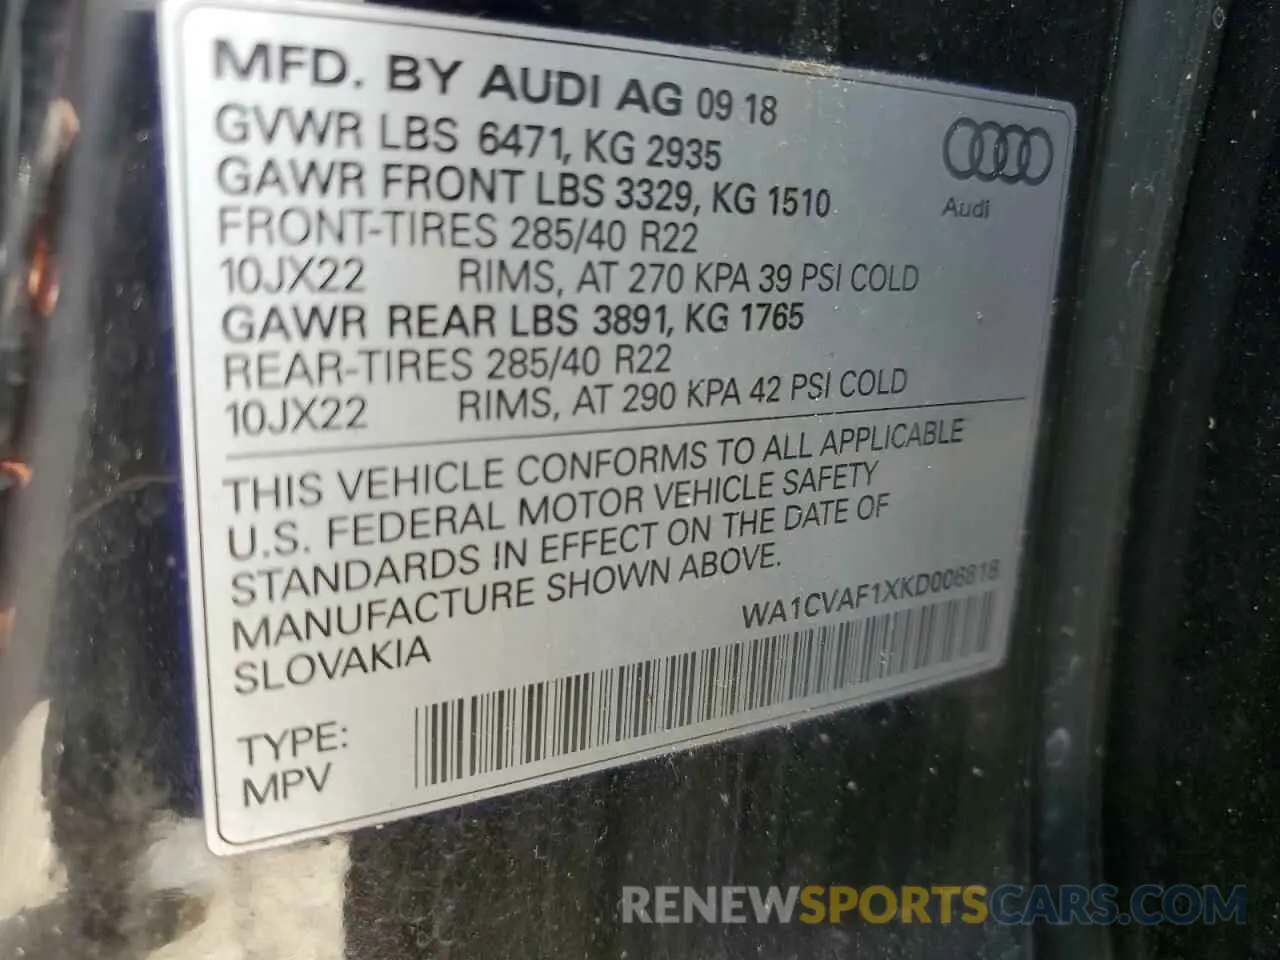 MFD. BY AUDI AG 09 18
GVWR LBS 6471, KG 2935
GAWR FRONT LBS 3329, KG 1510
FRONT-TIRES 285/40 R22
10JX22 RIMS, AT 270 KPA 39 PSI COLD
GAWR REAR LBS 3891, KG 1765
REAR-TIRES 285/40 R22
10JX22 RIMS, AT 290 KPA 42 PSI COLD
Audi
THIS VEHICLE CONFORMS TO ALL APPLICABLE
U.S. FEDERAL MOTOR VEHICLE SAFETY
STANDARDS IN EFFECT ON THE DATE OF
MANUFACTURE SHOWN ABOVE.
SLOVAKIA
WA1CVAF1XKD006818
TYPE:
MPV
RENEWSPORTSCARS.COM